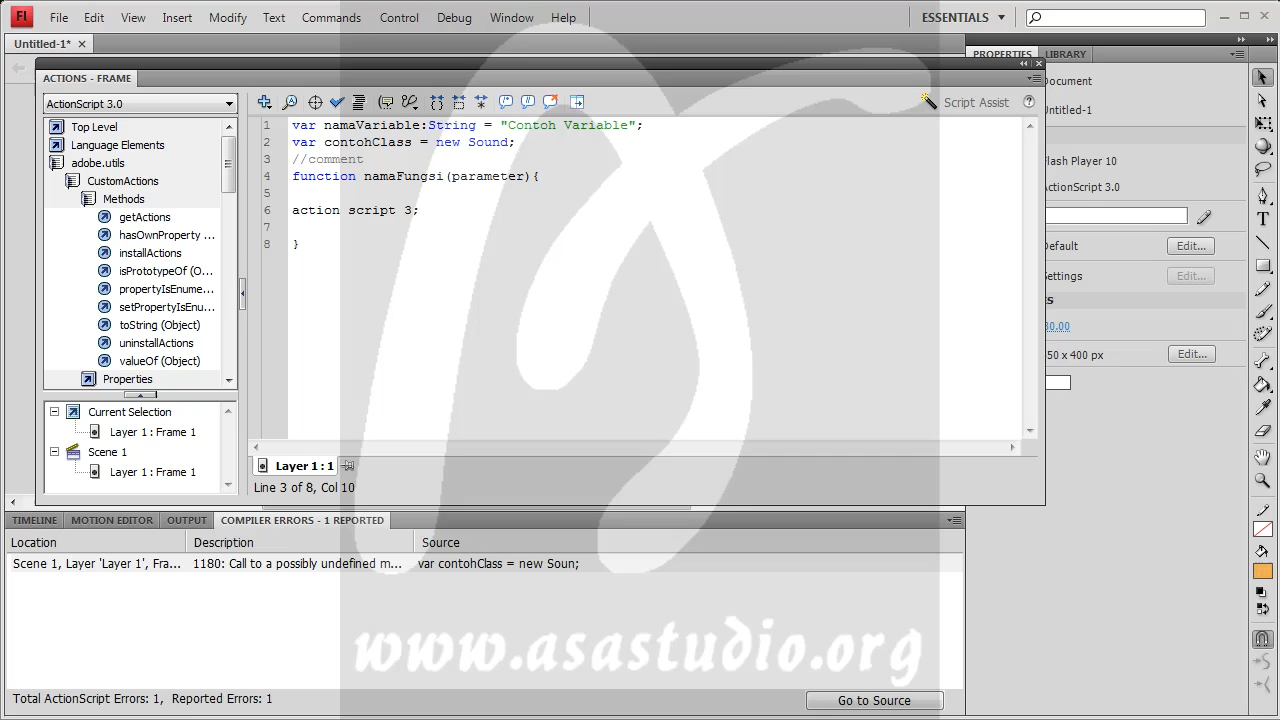 Fl File Edit View Insert Modify Text Commands Control Debug Window Help ESSENTIALS
Untitled-1*
PROPERTIES LIBRARY
ACTIONS - FRAME
ActionScript 3.0
Script Assist
Top Level
Language Elements
adobe.utils
CustomActions
Methods
getActions
hasOwnProperty ...
installActions
isPrototypeOf (O...
propertyIsEnume...
setPropertyIsEnu...
toString (Object)
uninstallActions
valueOf (Object)
Properties
1 var namaVariable:String = "Contoh Variable";
2 var contohClass = new Sound;
3 //comment
4 function namaFungsi(parameter){
5
6 action script 3;
7
8 }
Current Selection
Layer 1 : Frame 1
Scene 1
Layer 1 : Frame 1
Layer 1 : 1
Line 3 of 8, Col 10
Document
Untitled-1
Flash Player 10
ActionScript 3.0
Default Edit...
Settings Edit...
30.00
50 x 400 px Edit...
TIMELINE MOTION EDITOR OUTPUT COMPILER ERRORS - 1 REPORTED
Location Description Source
Scene 1, Layer 'Layer 1', Fra... 1180: Call to a possibly undefined m... var contohClass = new Soun;
www.asastudio.org
Total ActionScript Errors: 1, Reported Errors: 1
Go to Source